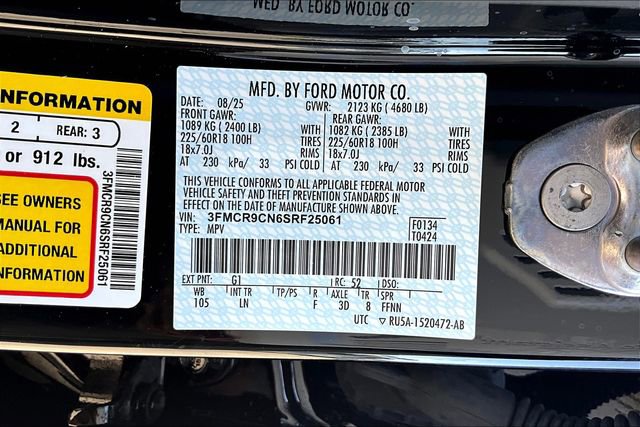 MFD. BY FORD MOTOR CO.
NFORMATION
2 REAR: 3
or 912 lbs.
SEE OWNERS
MANUAL FOR
ADDITIONAL
INFORMATION
3FMCR9CN6SRF25061
MFD. BY FORD MOTOR CO.
DATE: 08/25 GVWR: 2123 KG ( 4680 LB)
FRONT GAWR: REAR GAWR:
1089 KG ( 2400 LB) WITH 1082 KG ( 2385 LB) WITH
225/60R18 100H TIRES 225/60R18 100H TIRES
18x7.0J RIMS 18x7.0J RIMS
AT 230 kPa/ 33 PSI COLD AT 230 kPa/ 33 PSI COLD
THIS VEHICLE CONFORMS TO ALL APPLICABLE FEDERAL MOTOR
VEHICLE SAFETY AND THEFT PREVENTION STANDARDS IN
EFFECT ON THE DATE OF MANUFACTURE SHOWN ABOVE.
VIN: 3FMCR9CN6SRF25061 F0134
TYPE: MPV T0424
EXT PNT: G1 RC: 52 DSO:
WB INT TR TP/PS R AXLE TR SPR
105 LN F 3D 8 FFNN
UTC RU5A-1520472-AB